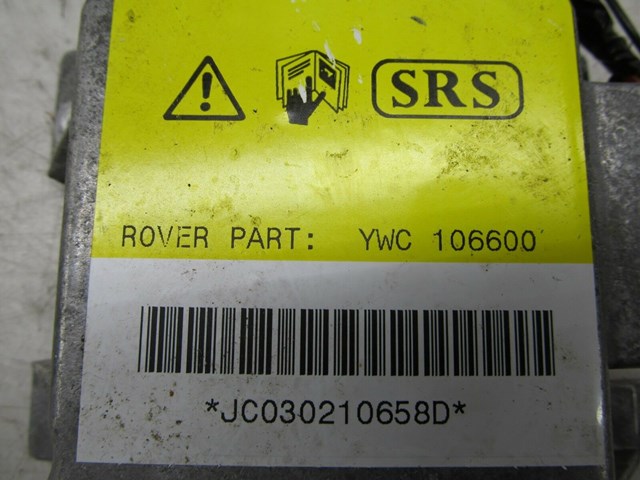 SRS
ROVER PART: YWC 106600
*JC030210658D*